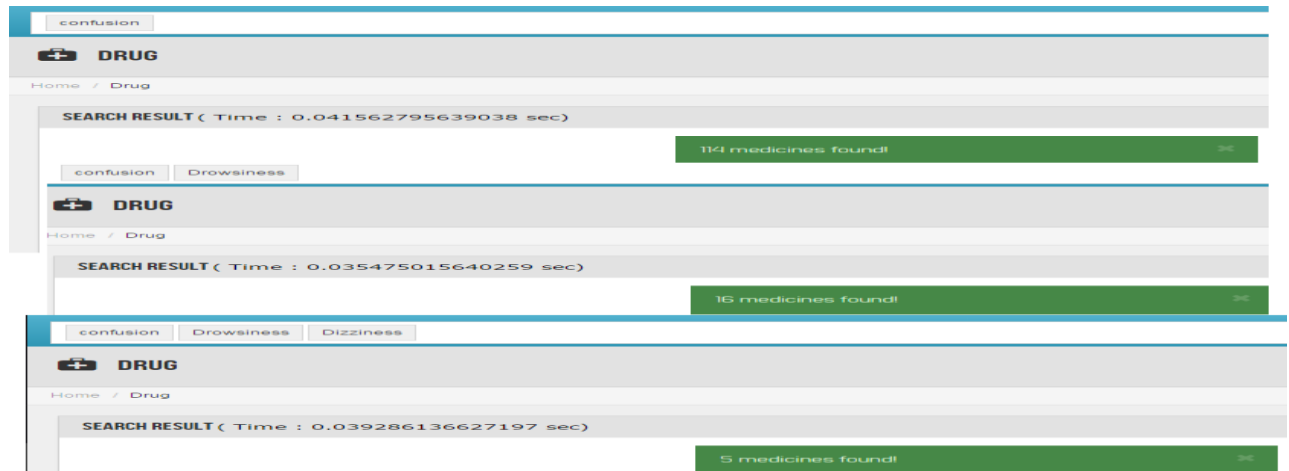 confusion
DRUG
Home / Drug
SEARCH RESULT ( Time : 0.041562795639038 sec)
114 medicines found!
confusion Drowsiness
DRUG
Home / Drug
SEARCH RESULT ( Time : 0.035475015640259 sec)
16 medicines found!
confusion Drowsiness Dizziness
DRUG
Home / Drug
SEARCH RESULT ( Time : 0.039286136627197 sec)
5 medicines found!